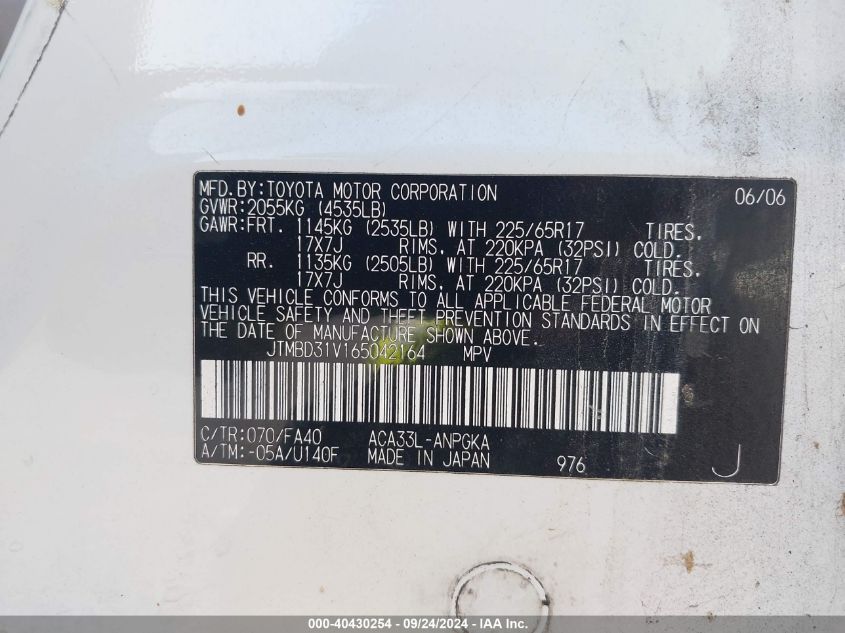 MFD.BY:TOYOTA MOTOR CORPORATION 06/06
GVWR:2055KG (4535LB)
GAWR:FRT. 1145KG (2535LB) WITH 225/65R17 TIRES.
17X7J RIMS, AT 220KPA (32PSI) COLD.
RR. 1135KG (2505LB) WITH 225/65R17 TIRES.
17X7J RIMS, AT 220KPA (32PSI) COLD.
THIS VEHICLE CONFORMS TO ALL APPLICABLE FEDERAL MOTOR
VEHICLE SAFETY AND THEFT PREVENTION STANDARDS IN EFFECT ON
THE DATE OF MANUFACTURE SHOWN ABOVE.
JTMBD31V165042164 MPV
C/TR:070/FA40 ACA33L-ANPGKA
A/TM:-05A/U140F MADE IN JAPAN 976 J
000-40430254 - 09/24/2024 - IAA Inc.